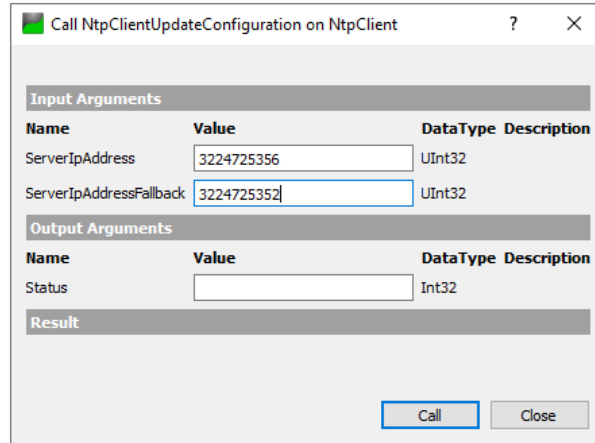 Call NtpClientUpdateConfiguration on NtpClient ?
Input Arguments
Name Value DataType Description
ServerIpAddress 3224725356 UInt32
ServerIpAddressFallback 3224725352 UInt32
Output Arguments
Name Value DataType Description
Status Int32
Result
Call Close